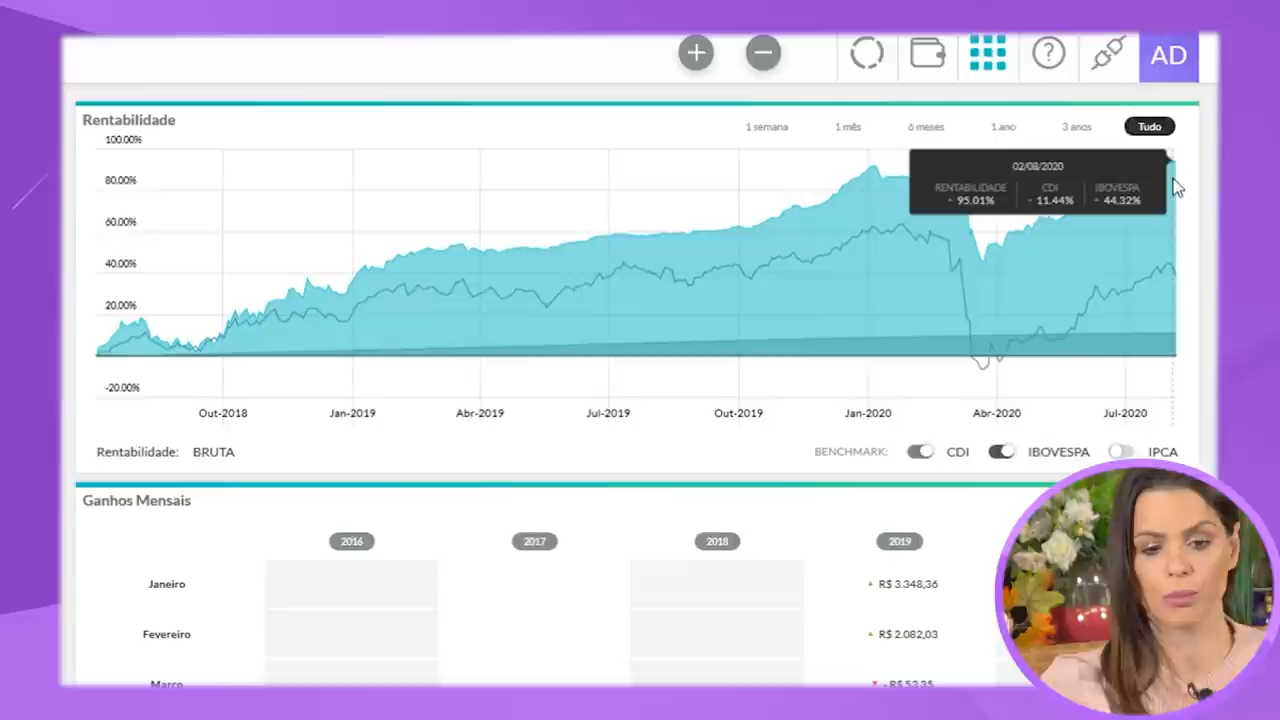 AD
Rentabilidade
1 semana 1 mês 6 meses 1 ano 3 anos Tudo
100.00%
80.00%
60.00%
40.00%
20.00%
-20.00%
02/08/2020
RENTABILIDADE CDI IBOVESPA
95.01% 11.44% 44.32%
Out-2018 Jan-2019 Abr-2019 Jul-2019 Out-2019 Jan-2020 Abr-2020 Jul-2020
Rentabilidade: BRUTA BENCHMARK: CDI IBOVESPA IPCA
Ganhos Mensais
2016 2017 2018 2019
Janeiro R$ 3.348,36
Fevereiro R$ 2.082,03
Março - R$ 53,35